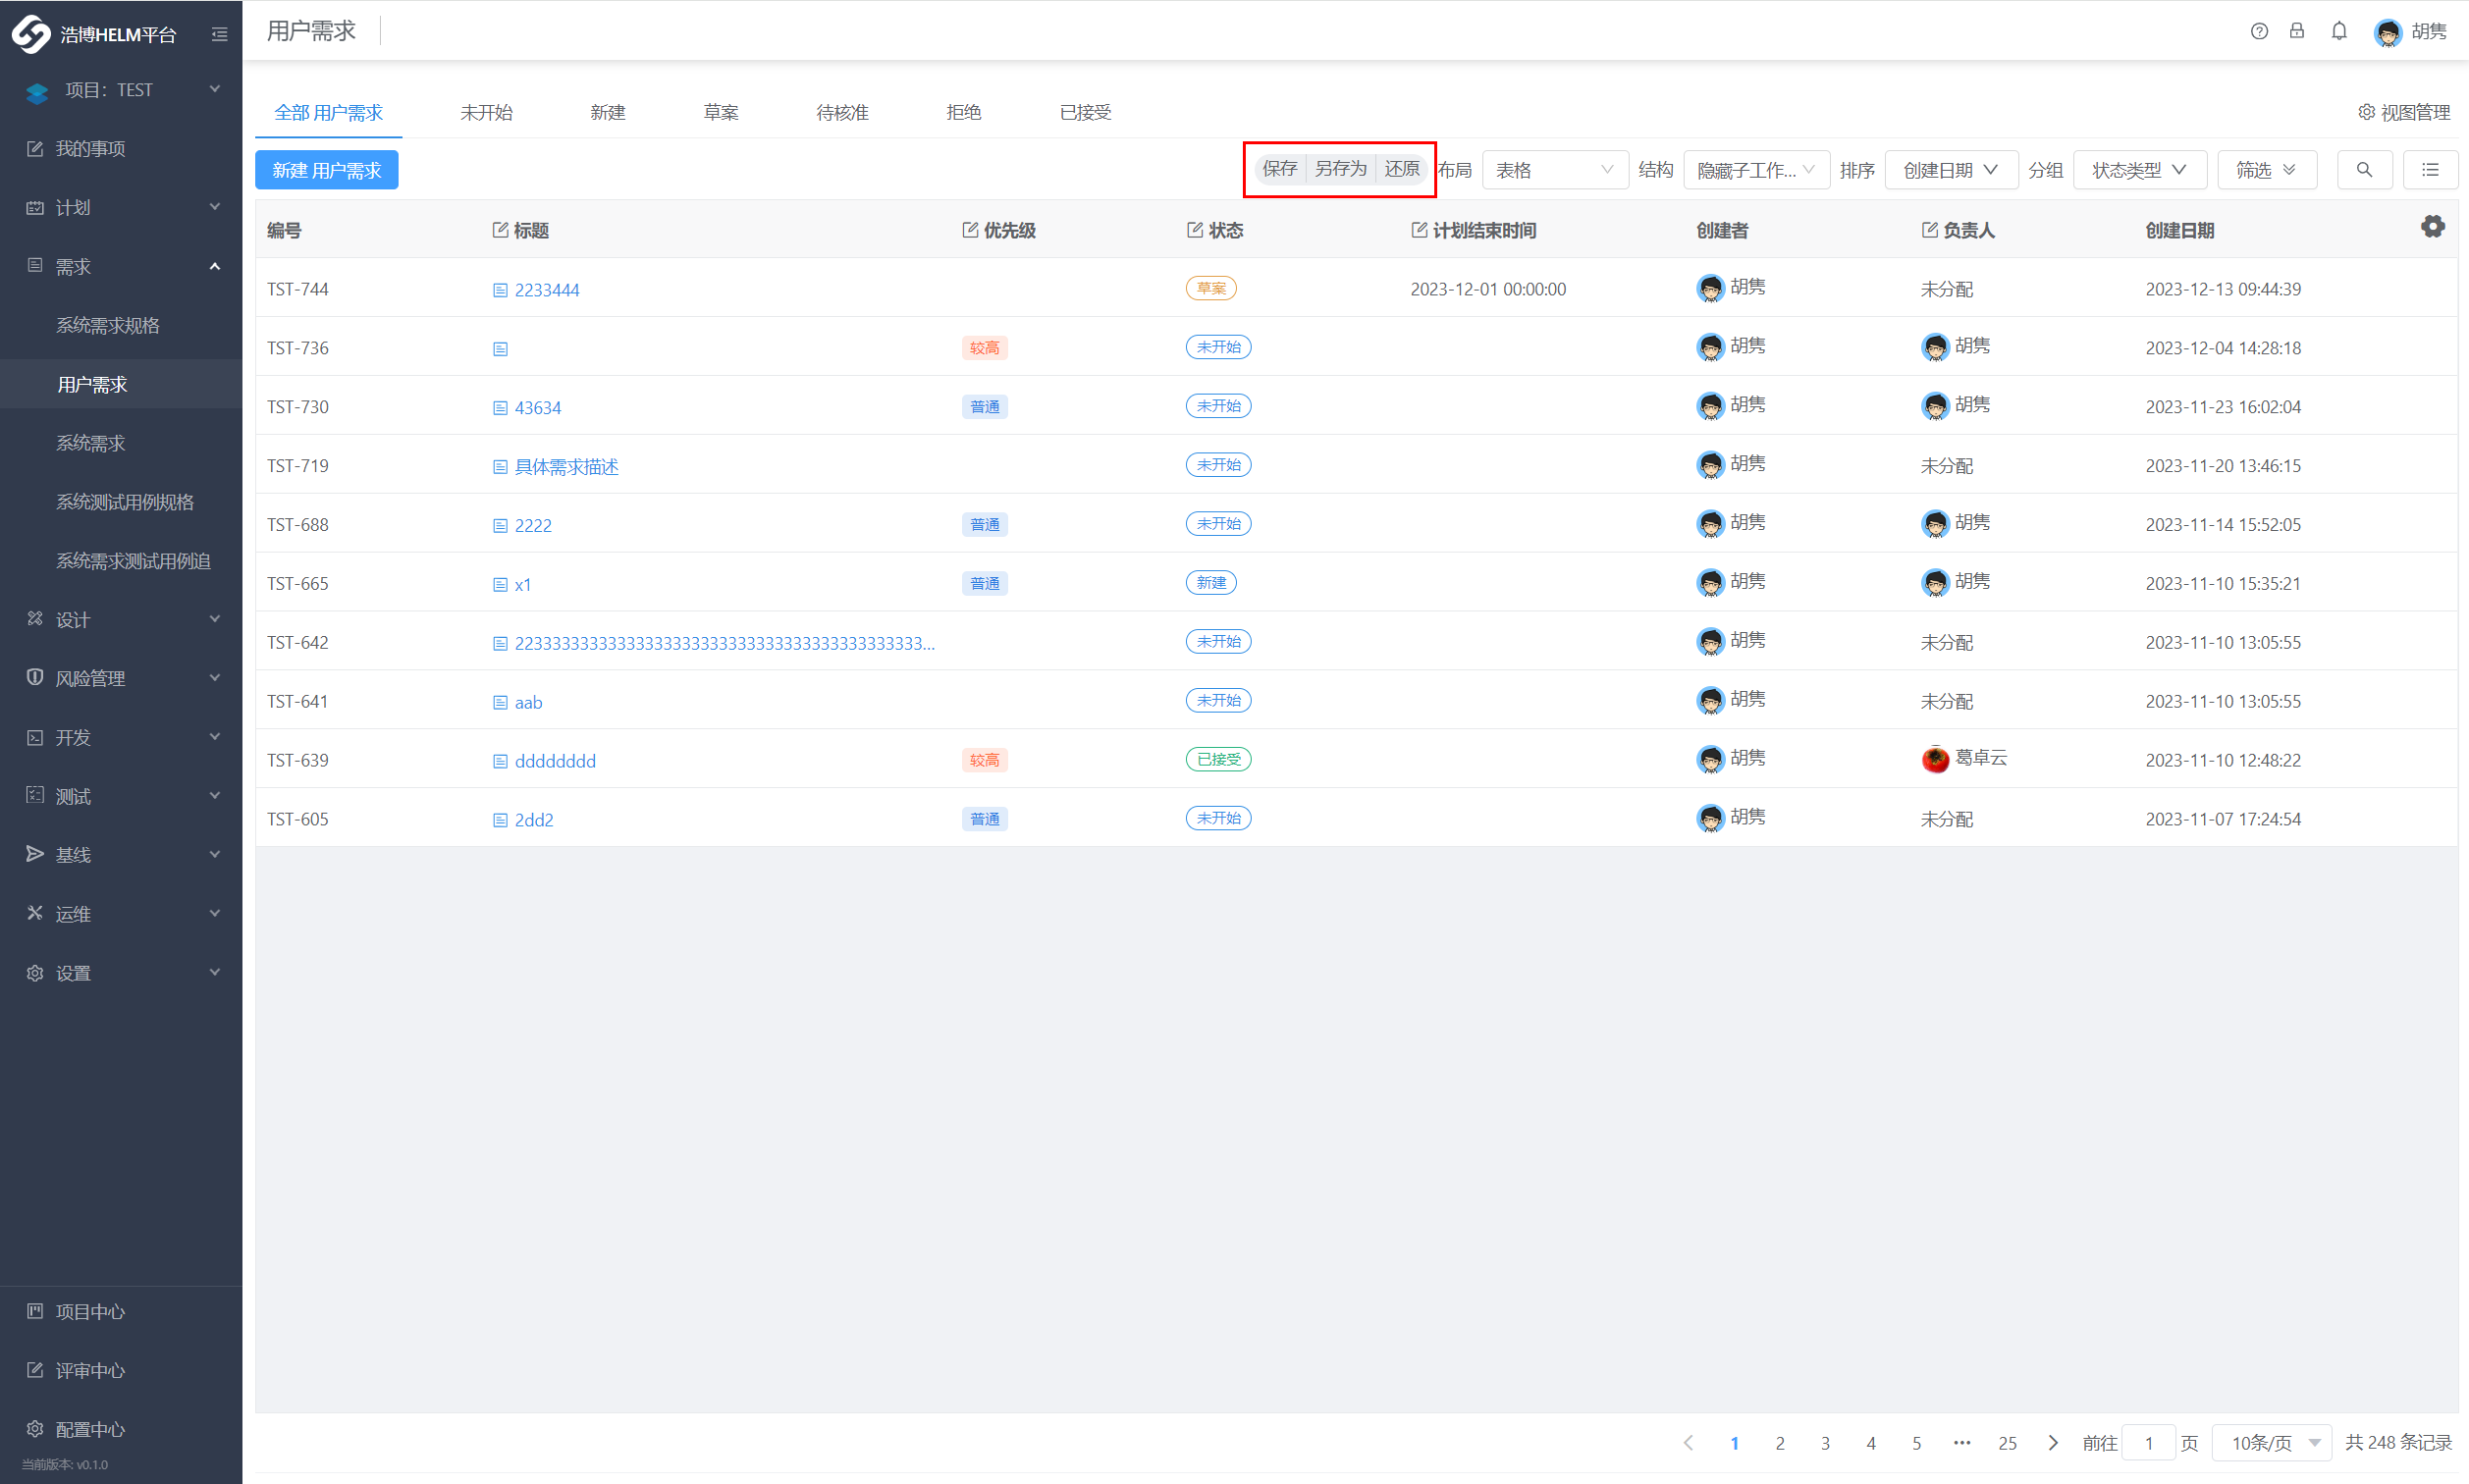 浩博HELM平台
项目：TEST
我的事项
计划
需求
系统需求规格
用户需求
系统需求
系统测试用例规格
系统需求测试用例追
设计
风险管理
开发
测试
基线
运维
设置
项目中心
评审中心
配置中心
当前版本: v0.1.0
用户需求
胡隽
全部 用户需求 未开始 新建 草案 待核准 拒绝 已接受 视图管理
新建 用户需求 保存 另存为 还原 布局 表格 结构 隐藏子工作... 排序 创建日期 分组 状态类型 筛选
编号 标题 优先级 状态 计划结束时间 创建者 负责人 创建日期
TST-744 2233444 草案 2023-12-01 00:00:00 胡隽 未分配 2023-12-13 09:44:39
TST-736 较高 未开始 胡隽 胡隽 2023-12-04 14:28:18
TST-730 43634 普通 未开始 胡隽 胡隽 2023-11-23 16:02:04
TST-719 具体需求描述 未开始 胡隽 未分配 2023-11-20 13:46:15
TST-688 2222 普通 未开始 胡隽 胡隽 2023-11-14 15:52:05
TST-665 x1 普通 新建 胡隽 胡隽 2023-11-10 15:35:21
TST-642 223333333333333333333333333333333333333333... 未开始 胡隽 未分配 2023-11-10 13:05:55
TST-641 aab 未开始 胡隽 未分配 2023-11-10 13:05:55
TST-639 dddddddd 较高 已接受 胡隽 葛卓云 2023-11-10 12:48:22
TST-605 2dd2 普通 未开始 胡隽 未分配 2023-11-07 17:24:54
1 2 3 4 5 ··· 25 前往 1 页 10条/页 共 248 条记录